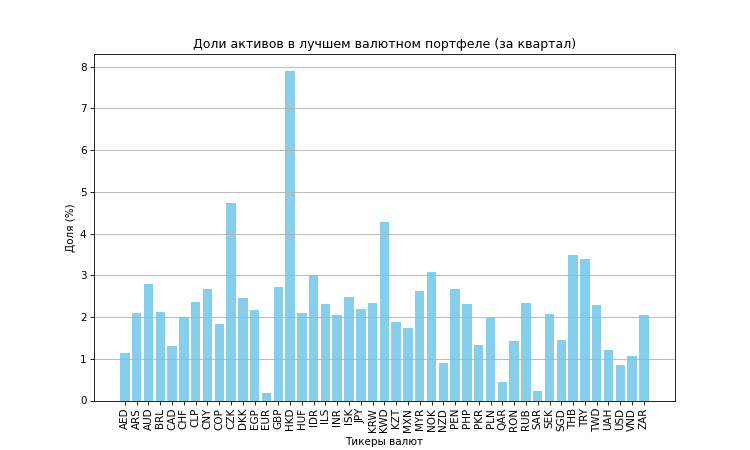 Доли активов в лучшем валютном портфеле (за квартал)
Доля (%)
8
7
6
5
4
3
2
1
0
AED ARS AUD BRL CAD CHF CLP CNY COP CZK DKK EGP EUR GBP HKD HUF IDR ILS INR ISK JPY KRW KWD KZT MXN MYR NOK NZD PEN PHP PKR PLN QAR RON RUB SAR SEK SGD THB TRY TWD UAH USD VND ZAR
Тикеры валют